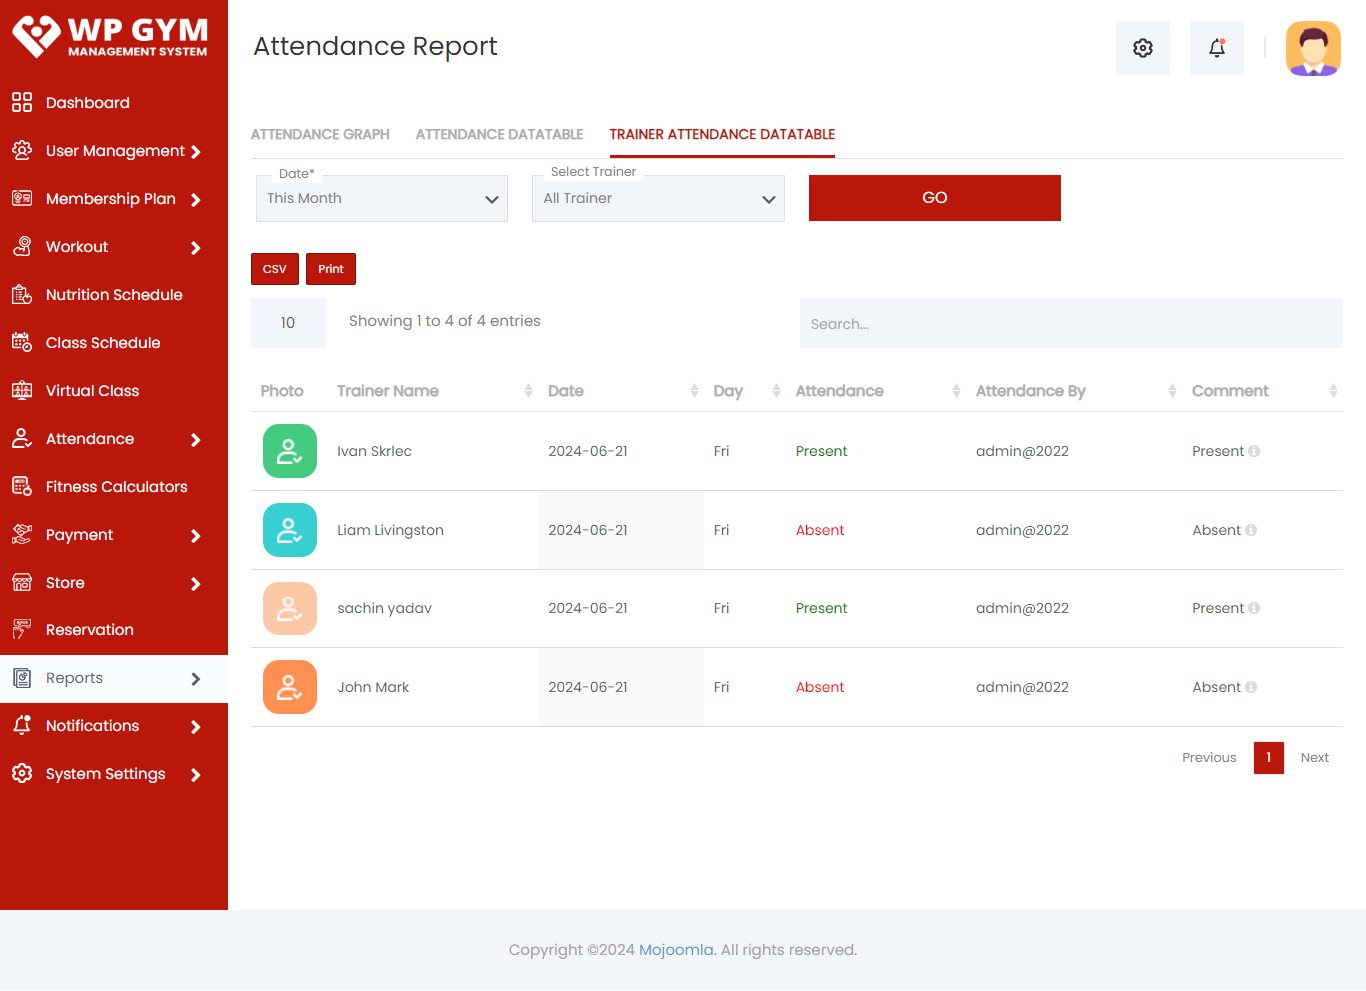 WP GYM
MANAGEMENT SYSTEM
Attendance Report
Dashboard
User Management
Membership Plan
Workout
Nutrition Schedule
Class Schedule
Virtual Class
Attendance
Fitness Calculators
Payment
Store
Reservation
Reports
Notifications
System Settings
ATTENDANCE GRAPH ATTENDANCE DATATABLE TRAINER ATTENDANCE DATATABLE
Date* Select Trainer
This Month All Trainer GO
CSV Print
10 Showing 1 to 4 of 4 entries Search...
Photo Trainer Name Date Day Attendance Attendance By Comment
Ivan Skrlec 2024-06-21 Fri Present admin@2022 Present
Liam Livingston 2024-06-21 Fri Absent admin@2022 Absent
sachin yadav 2024-06-21 Fri Present admin@2022 Present
John Mark 2024-06-21 Fri Absent admin@2022 Absent
Previous 1 Next
Copyright ©2024 Mojoomla. All rights reserved.